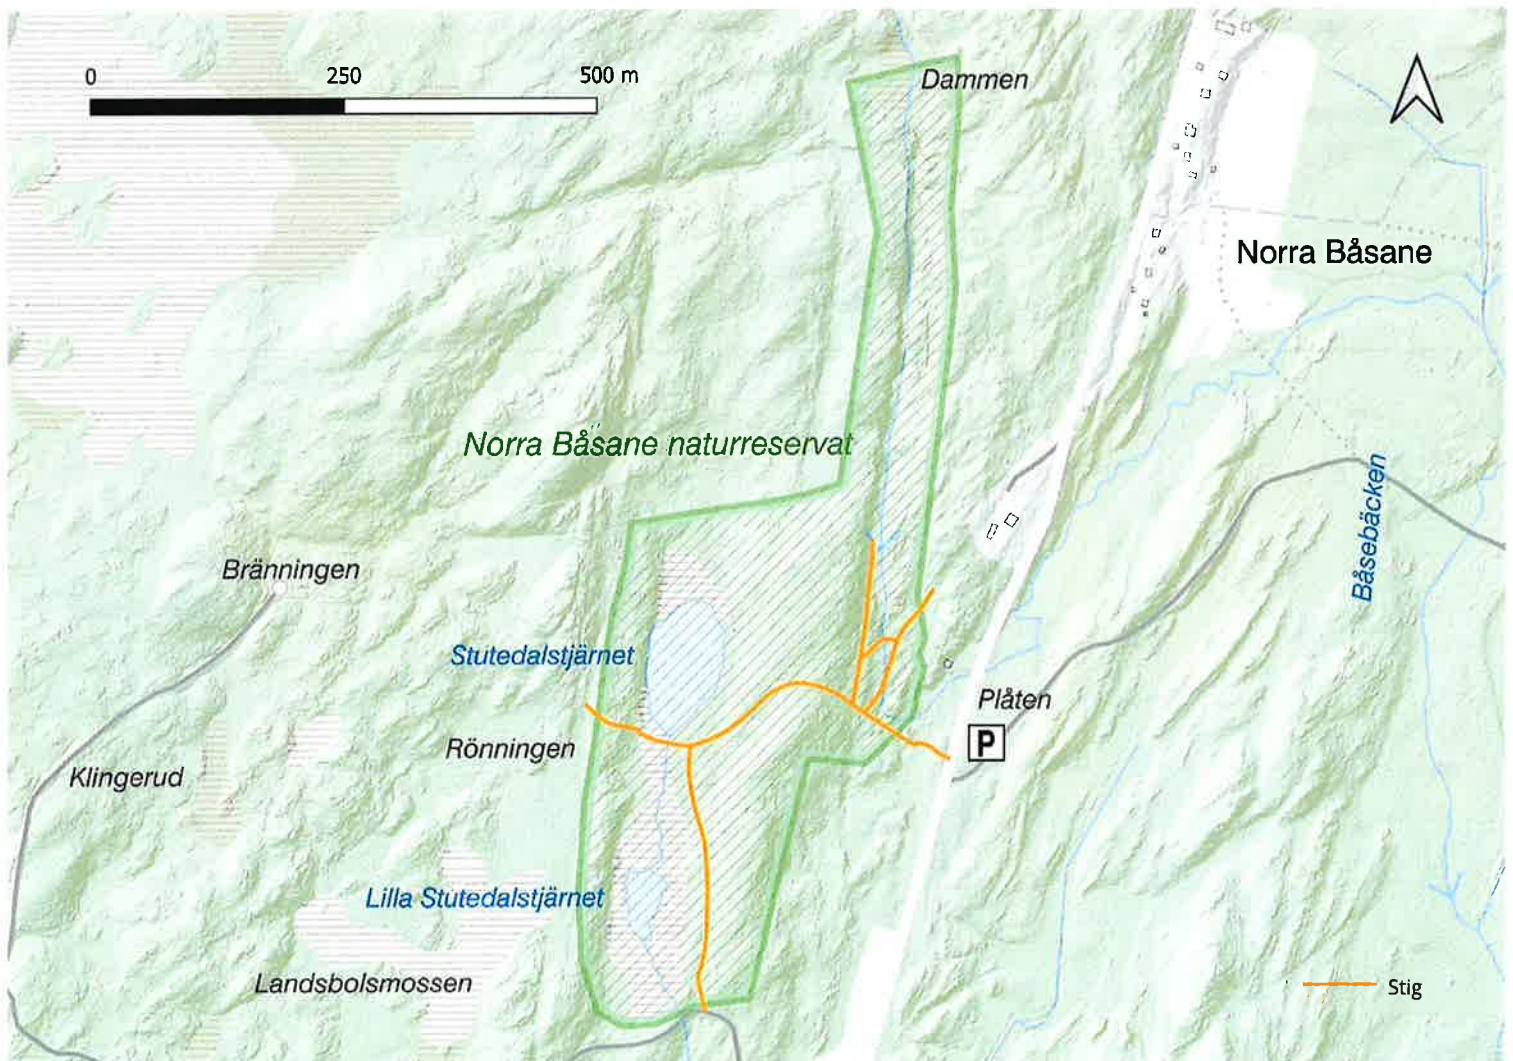 0 250 500 m
Dammen
Norra Båsane
Norra Båsane naturreservat
Båsebäcken
Bränningen
Stutedalstjärnet
Plåten
P
Rönningen
Klingerud
Lilla Stutedalstjärnet
Landsbolsmossen
Stig